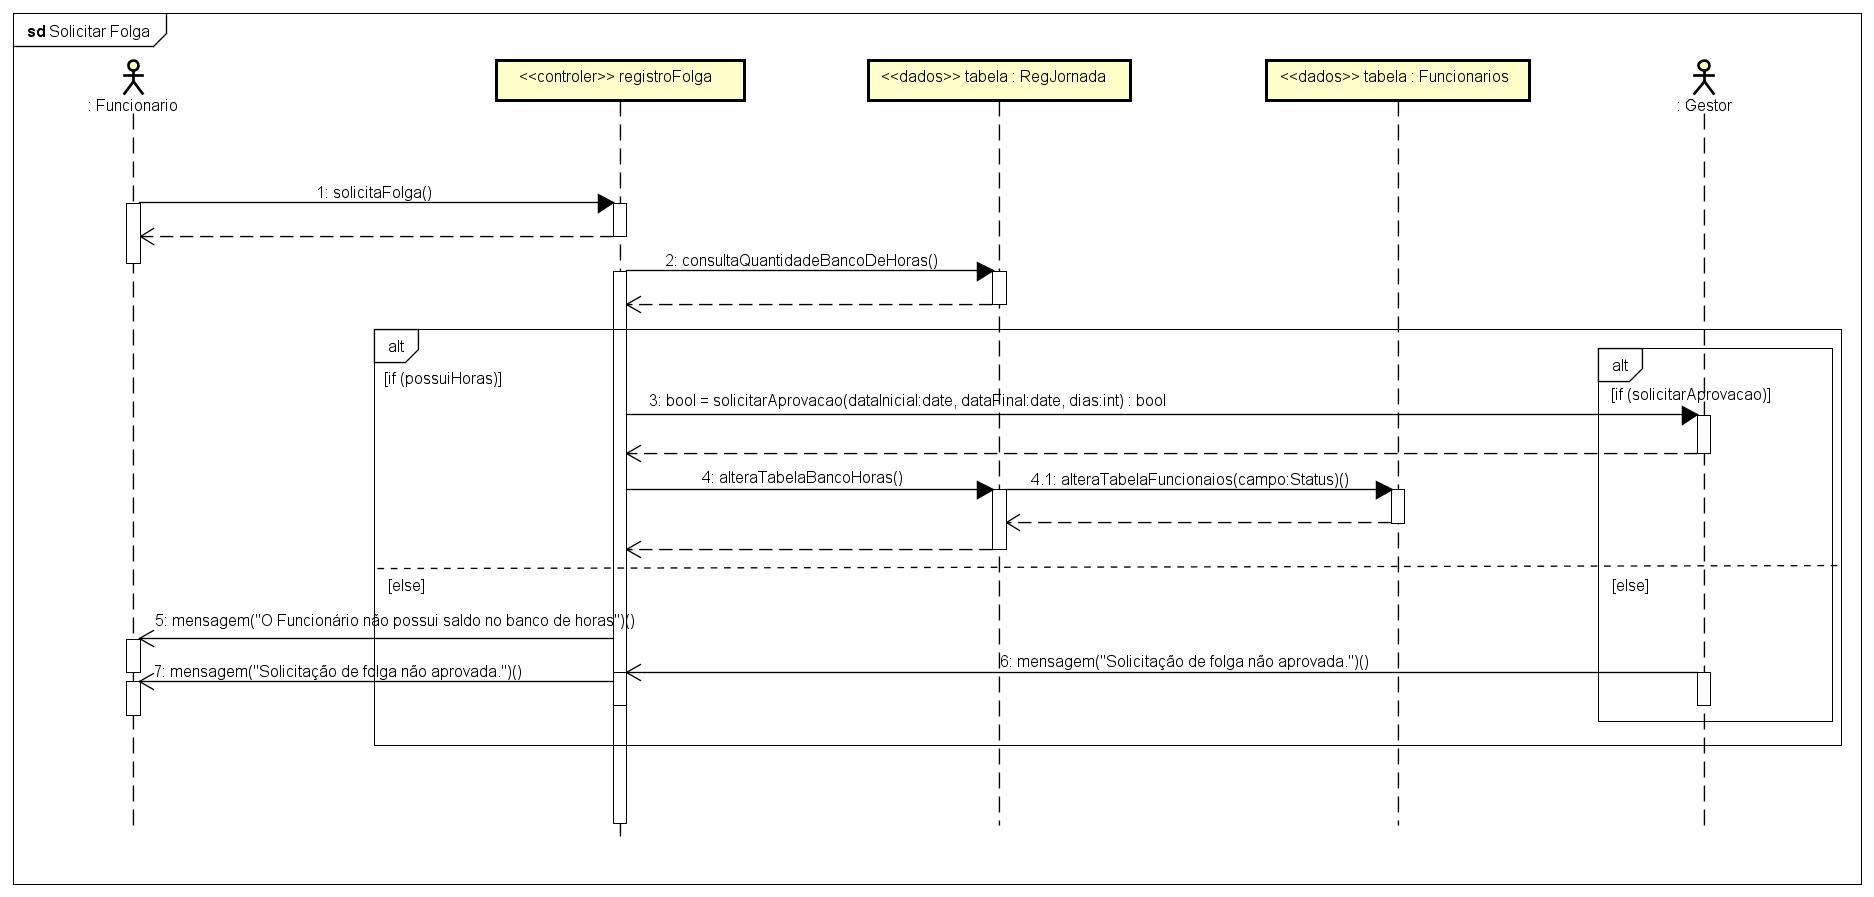 sd Solicitar Folga
: Funcionario
<<controler>> registroFolga
<<dados>> tabela : RegJornada
<<dados>> tabela : Funcionarios
: Gestor
1: solicitaFolga()
2: consultaQuantidadeBancoDeHoras()
alt
alt
[if (possuiHoras)]
[if (solicitarAprovacao)]
3: bool = solicitarAprovacao(dataInicial:date, dataFinal:date, dias:int) : bool
4: alteraTabelaBancoHoras()
4.1: alteraTabelaFuncionaios(campo:Status)()
[else]
[else]
5: mensagem("O Funcionário não possui saldo no banco de horas")()
6: mensagem("Solicitação de folga não aprovada.")()
7: mensagem("Solicitação de folga não aprovada.")()